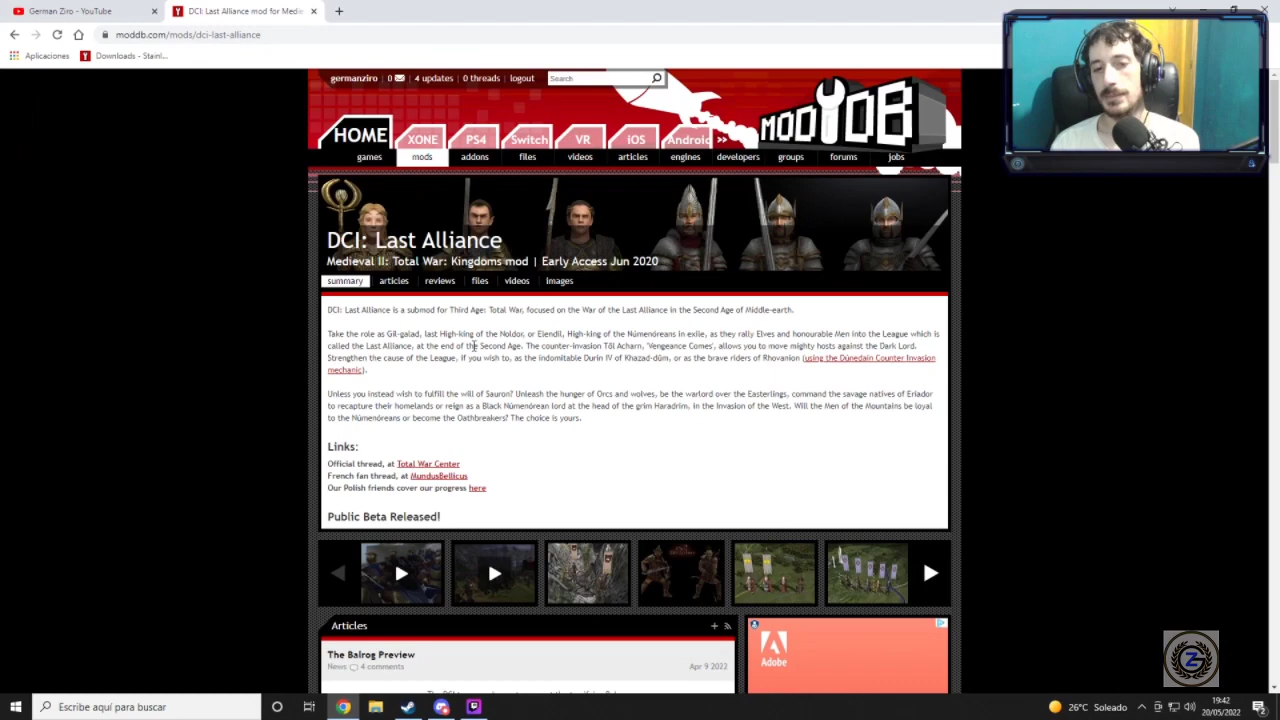 German Ziro - YouTube
DCI: Last Alliance mod for Medie
moddb.com/mods/dci-last-alliance
Aplicaciones
Downloads - Stainl...
germanziro 0 4 updates 0 threads logout Search
MODDB
HOME XONE PS4 Switch VR iOS Android »
games mods addons files videos articles engines developers groups forums jobs
DCI: Last Alliance
Medieval II: Total War: Kingdoms mod | Early Access Jun 2020
summary articles reviews files videos images
DCI: Last Alliance is a submod for Third Age: Total War, focused on the War of the Last Alliance in the Second Age of Middle-earth.
Take the role as Gil-galad, last High-king of the Noldor, or Elendil, High-king of the Númenóreans in exile, as they rally Elves and honourable Men into the League which is
called the Last Alliance, at the end of the Second Age. The counter-invasion Tôl Acharn, 'Vengeance Comes', allows you to move mighty hosts against the Dark Lord.
Strengthen the cause of the League, if you wish to, as the indomitable Durin IV of Khazad-dûm, or as the brave riders of Rhovanion (using the Dúnedain Counter Invasion
mechanic).
Unless you instead wish to fulfill the will of Sauron? Unleash the hunger of Orcs and wolves, be the warlord over the Easterlings, command the savage natives of Eriador
to recapture their homelands or reign as a Black Númenórean lord at the head of the grim Haradrim, in the Invasion of the West. Will the Men of the Mountains be loyal
to the Númenóreans or become the Oathbreakers? The choice is yours.
Links:
Official thread, at Total War Center
French fan thread, at MundusBellicus
Our Polish friends cover our progress here
Public Beta Released!
Articles
The Balrog Preview
News 4 comments Apr 9 2022
Adobe
Escribe aquí para buscar
26°C Soleado
19:42
20/05/2022
2